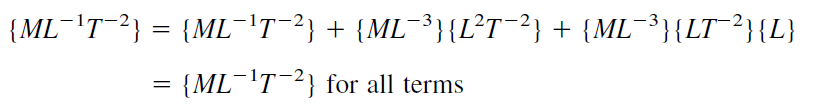 {ML⁻¹T⁻²} = {ML⁻¹T⁻²} + {ML⁻³}{L²T⁻²} + {ML⁻³}{LT⁻²}{L}
= {ML⁻¹T⁻²} for all terms